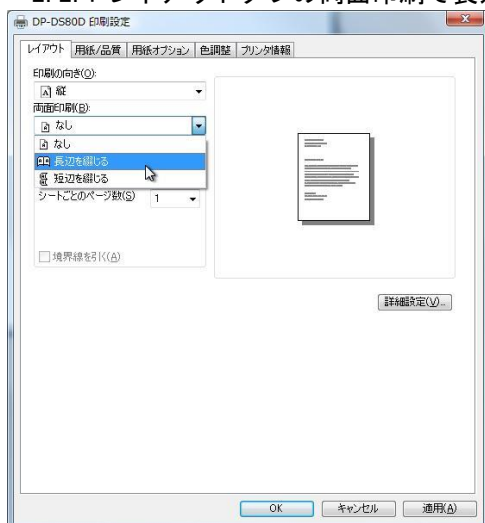 DP-DS80D 印刷設定
レイアウト 用紙/品質 用紙オプション 色調整 プリンタ情報
印刷の向き(O):
縦
両面印刷(B):
なし
なし
長辺を綴じる
短辺を綴じる
シートごとのページ数(S) 1
境界線を引く(A)
詳細設定(V)...
OK キャンセル 適用(A)